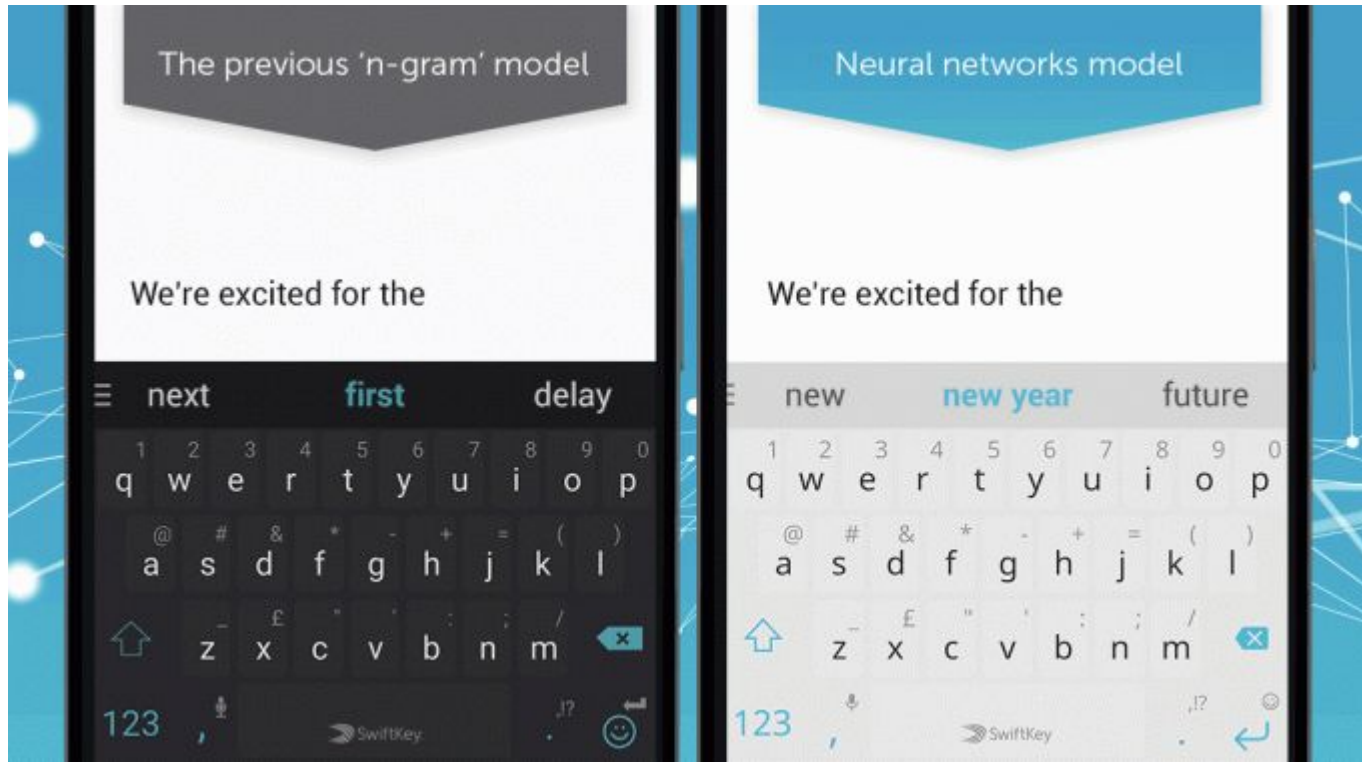 The previous 'n-gram' model
We're excited for the
☰ next first delay
1 2 3 4 5 6 7 8 9 0
q w e r t y u i o p
@ # & * - + = ( )
a s d f g h j k l
_ £ " ' : ; /
z x c v b n m
123 , SwiftKey . ,!?
Neural networks model
We're excited for the
☰ new new year future
1 2 3 4 5 6 7 8 9 0
q w e r t y u i o p
@ # & * - + = ( )
a s d f g h j k l
_ £ " ' : ; /
z x c v b n m
123 , SwiftKey . ,!?